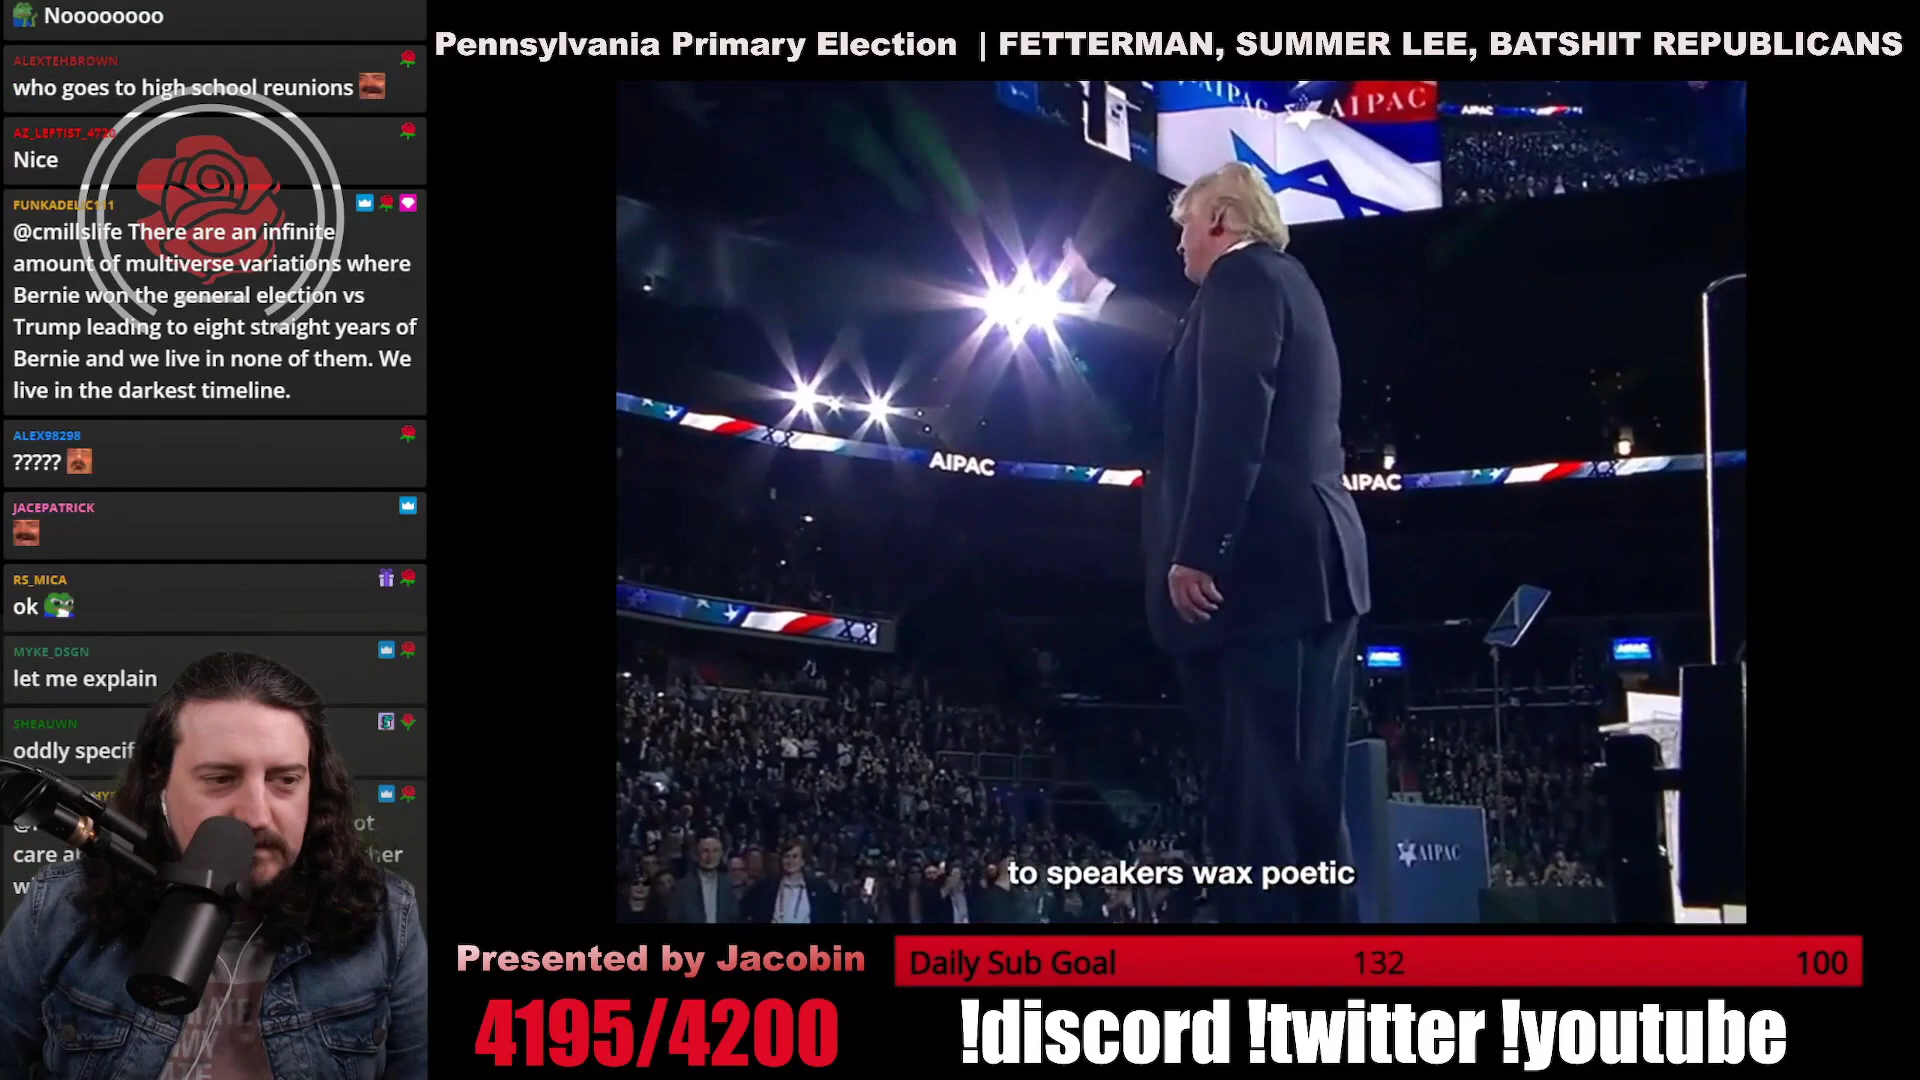 Noooooooo
ALEXTEHBROWN
who goes to high school reunions
AZ_LEFTIST_4720
Nice
FUNKADELIC111
@cmillslife There are an infinite
amount of multiverse variations where
Bernie won the general election vs
Trump leading to eight straight years of
Bernie and we live in none of them. We
live in the darkest timeline.
ALEX98298
?????
JACEPATRICK
RS_MICA
ok
MYKE_DSGN
let me explain
SHEAUWN
oddly
care
Pennsylvania Primary Election | FETTERMAN, SUMMER LEE, BATSHIT REPUBLICANS
AIPAC AIPAC AIPAC
AIPAC AIPAC
AIPAC
to speakers wax poetic
Presented by Jacobin
Daily Sub Goal 132 100
4195/4200 !discord !twitter !youtube